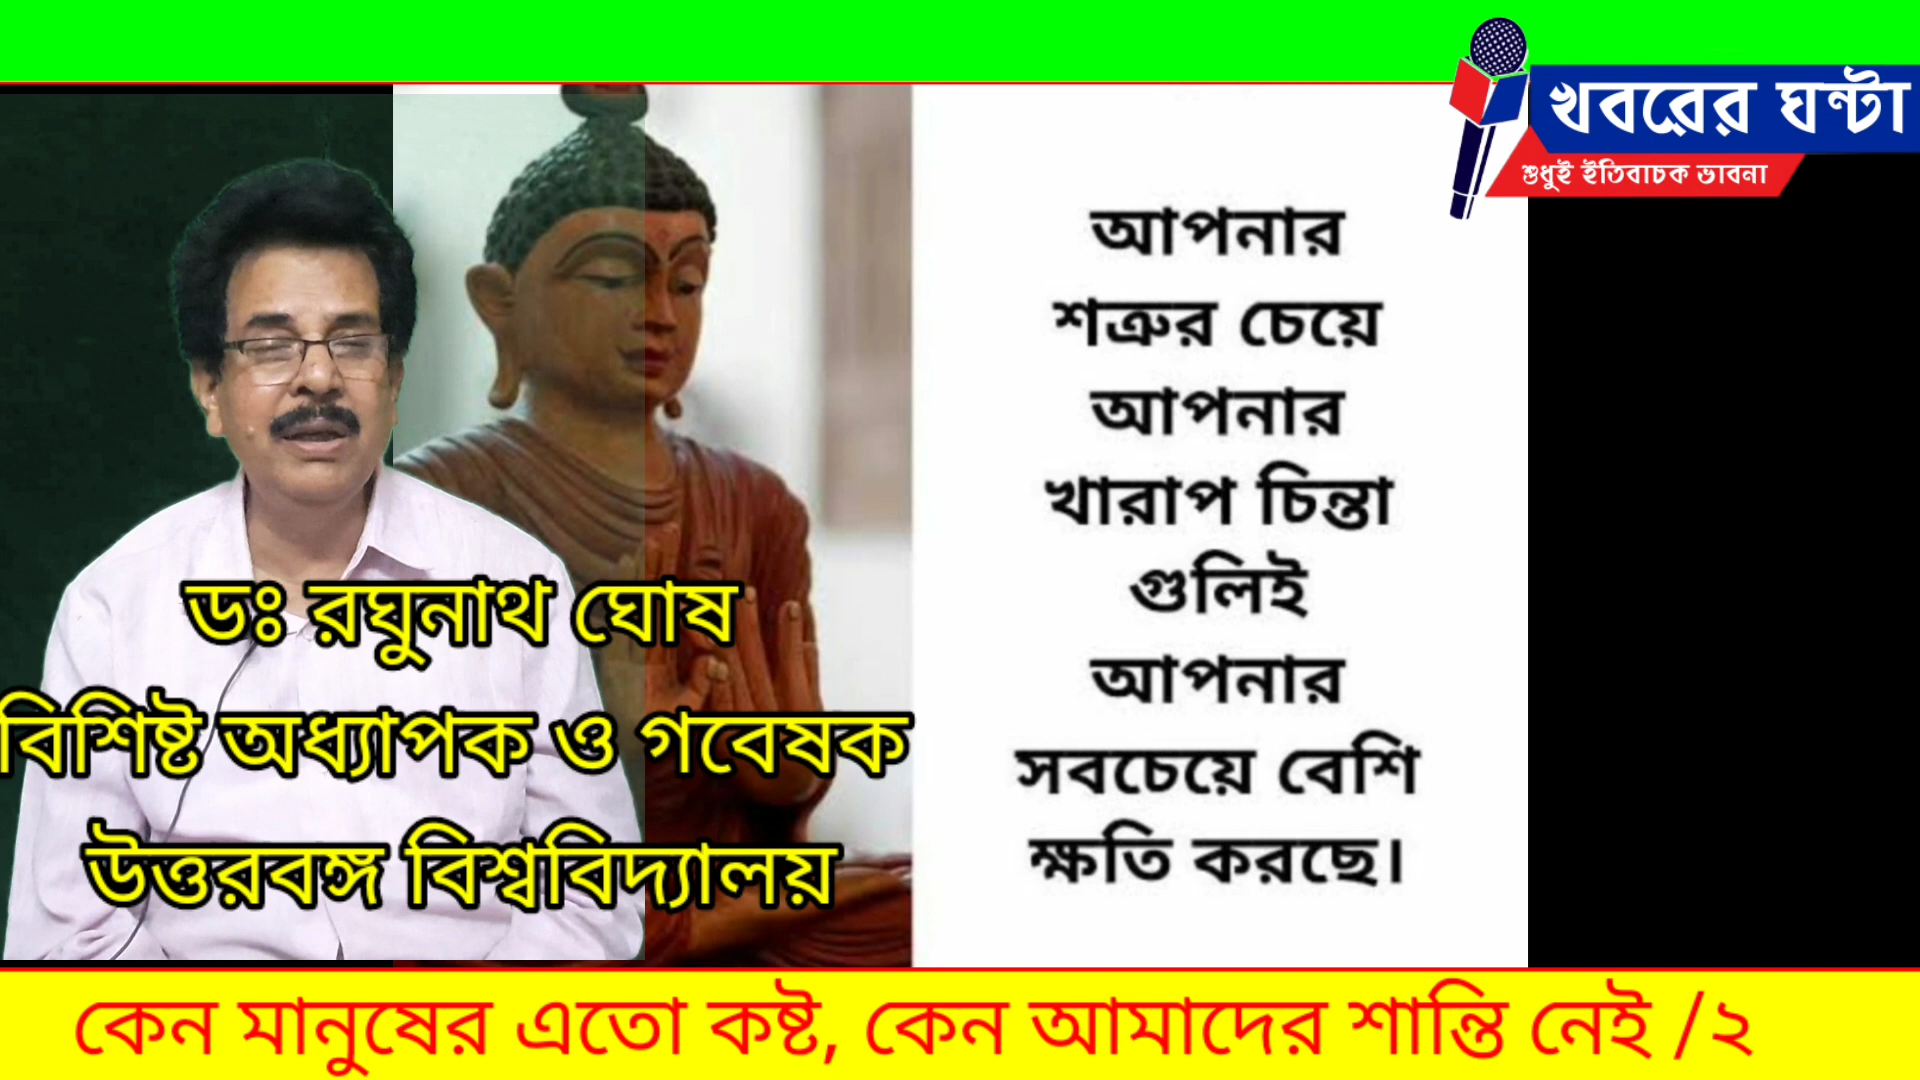 খবরের ঘন্টা
শুধুই ইতিবাচক ভাবনা
আপনার
শত্রুর চেয়ে
আপনার
খারাপ চিন্তা
গুলিই
আপনার
সবচেয়ে বেশি
ক্ষতি করছে।
ডঃ রঘুনাথ ঘোষ
বিশিষ্ট অধ্যাপক ও গবেষক
উত্তরবঙ্গ বিশ্ববিদ্যালয়
কেন মানুষের এতো কষ্ট, কেন আমাদের শান্তি নেই /২